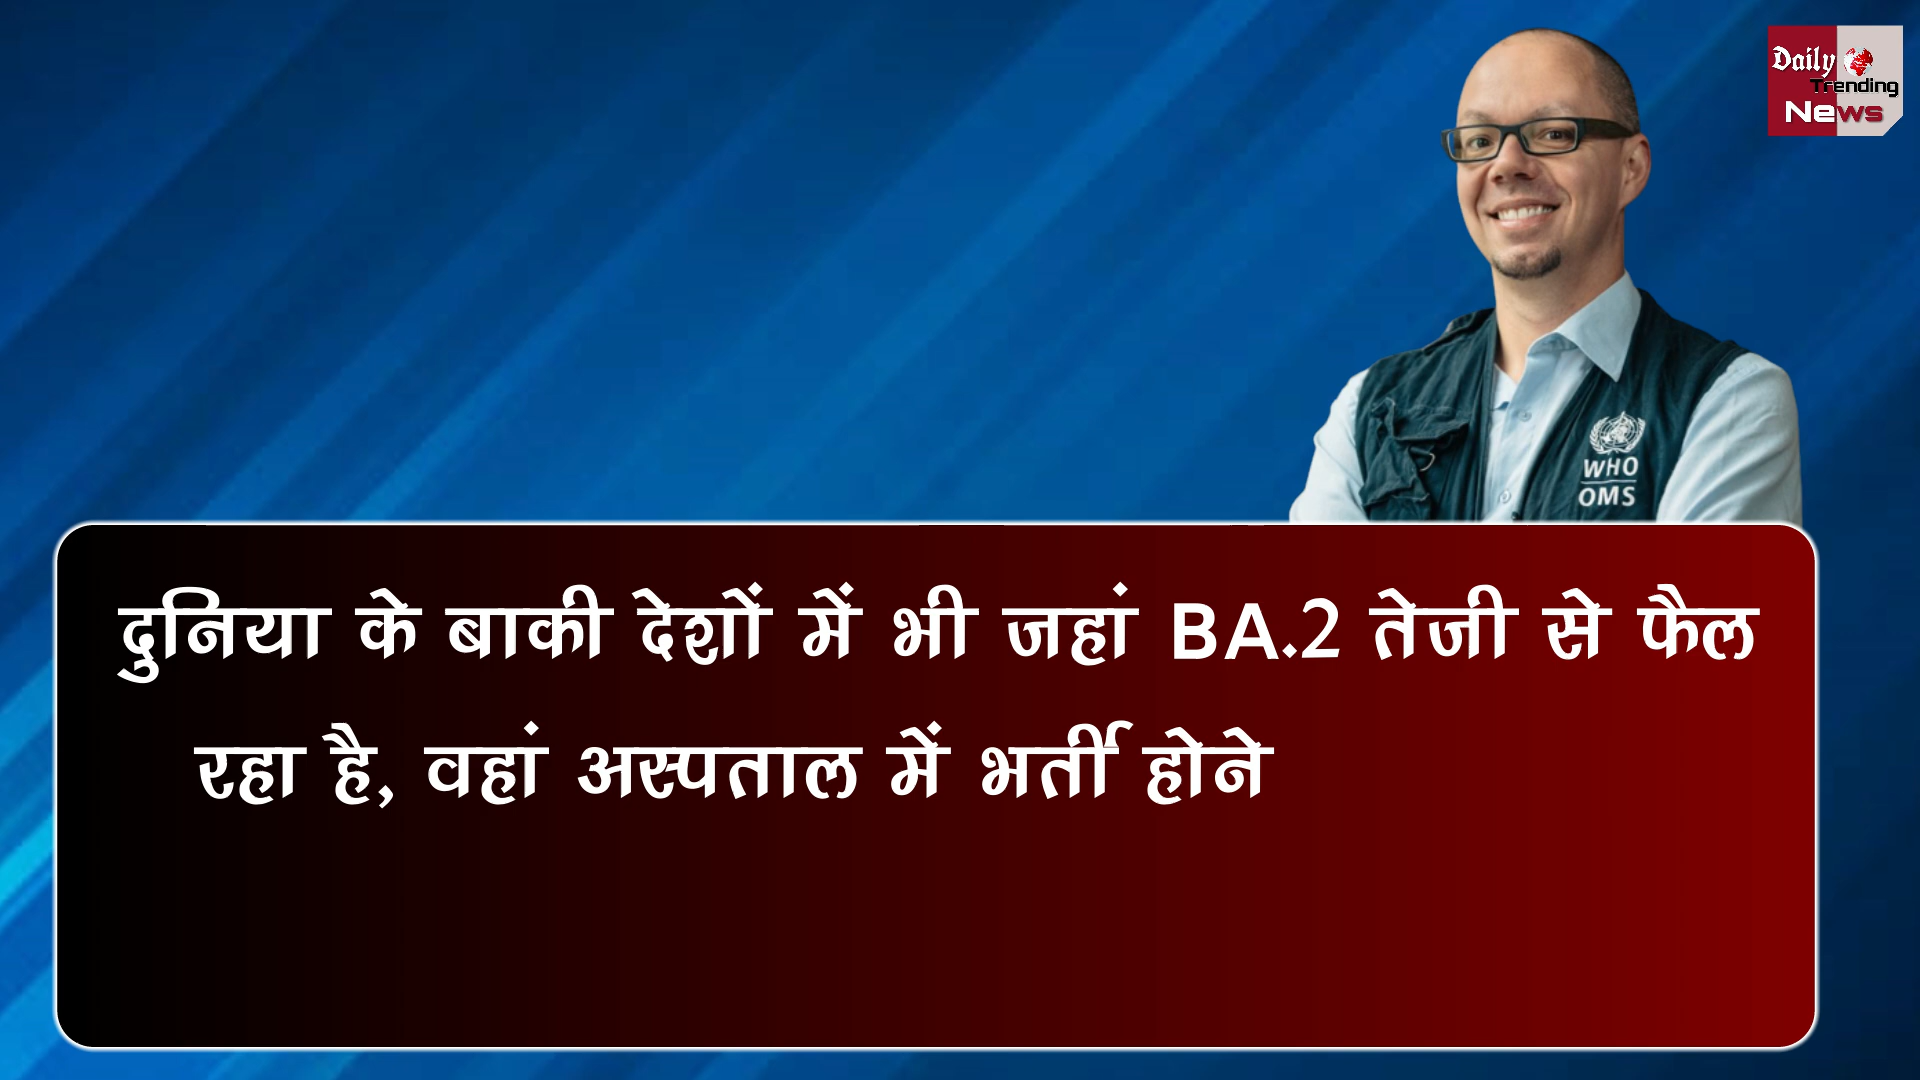 Daily
Trending
News
WHO
OMS
दुनिया के बाकी देशों में भी जहां BA.2 तेजी से फैल
रहा है, वहां अस्पताल में भर्ती होने